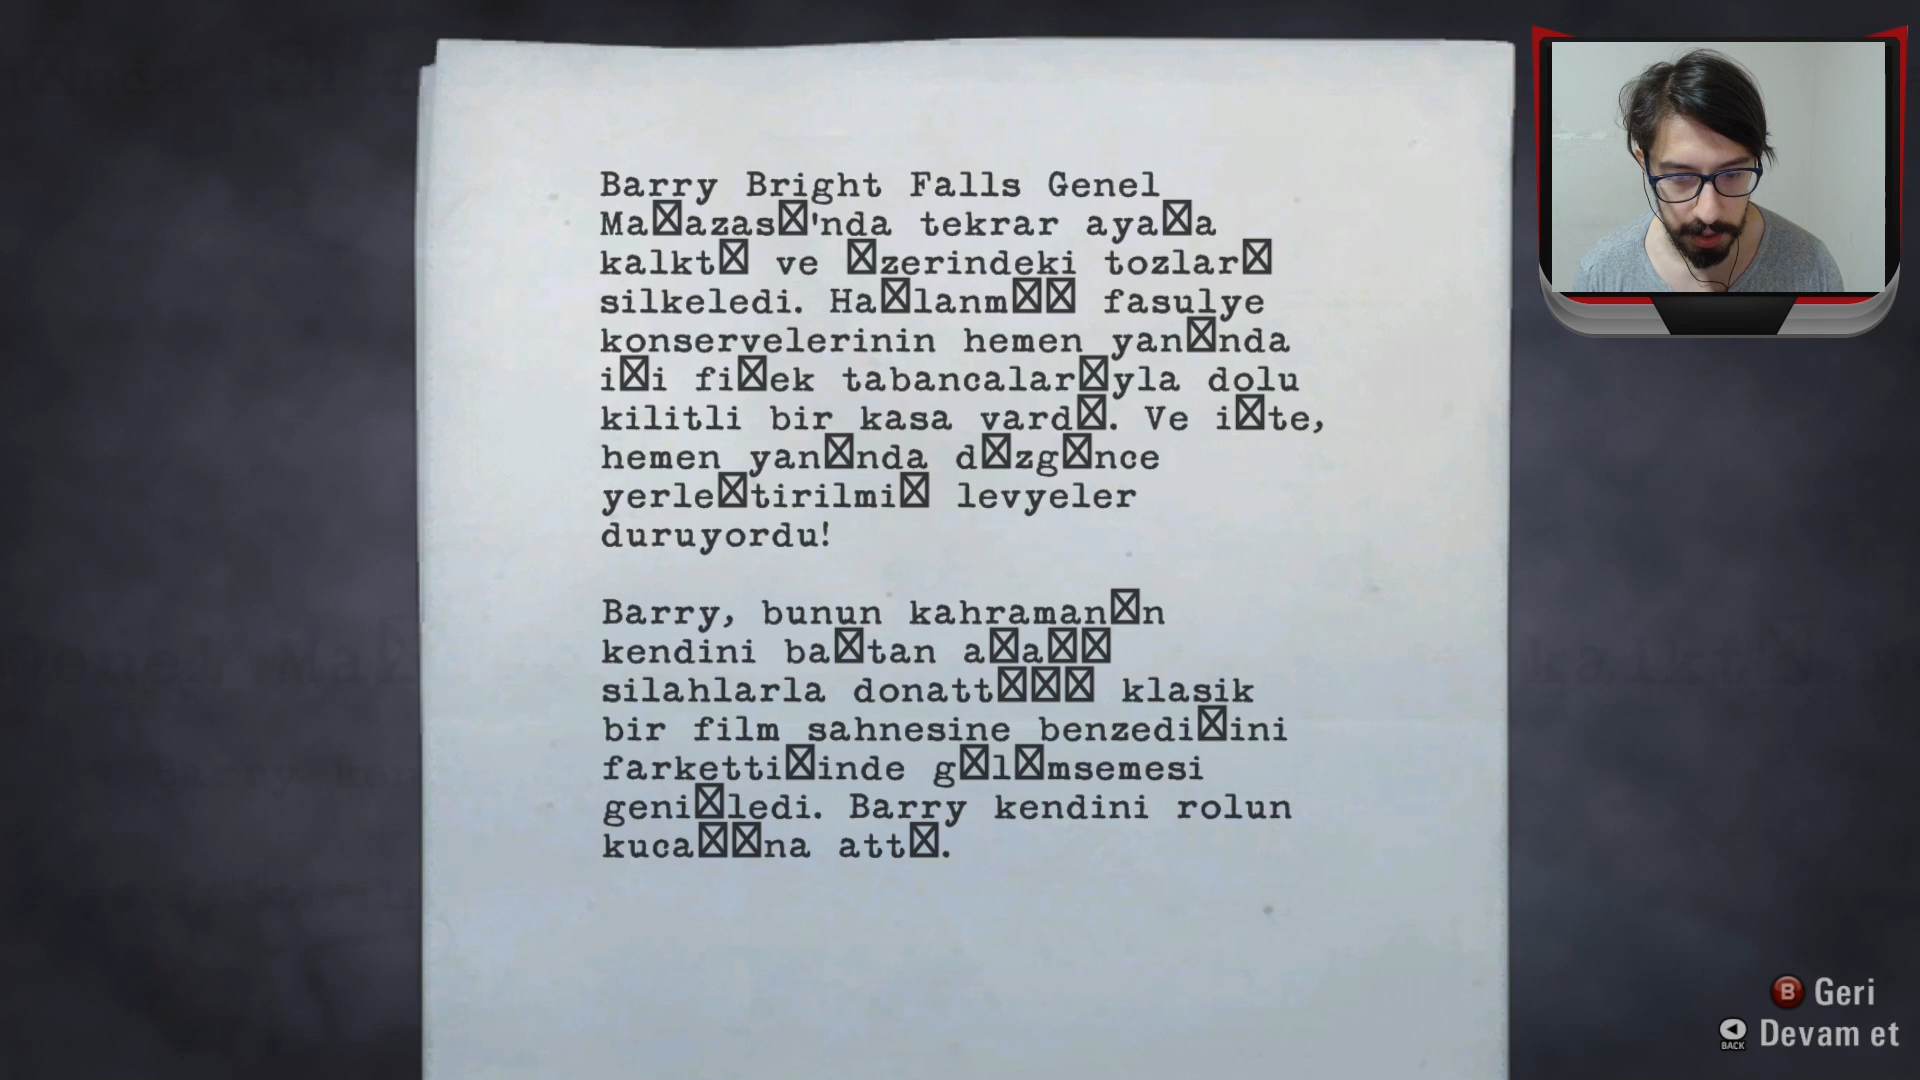 Barry Bright Falls Genel
Ma☒azas☒'nda tekrar aya☒a
kalkt☒ ve ☒zerindeki tozlar☒
silkeledi. Ha☒lanm☒☒ fasulye
konservelerinin hemen yan☒nda
i☒i fi☒ek tabancalar☒yla dolu
kilitli bir kasa vard☒. Ve i☒te,
hemen yan☒nda d☒zg☒nce
yerle☒tirilmi☒ levyeler
duruyordu!
Barry, bunun kahraman☒n
kendini ba☒tan a☒a☒☒
silahlarla donatt☒☒☒ klasik
bir film sahnesine benzedi☒ini
farketti☒inde g☒l☒msemesi
geni☒ledi. Barry kendini rolun
kuca☒☒na att☒.
B Geri
BACK Devam et